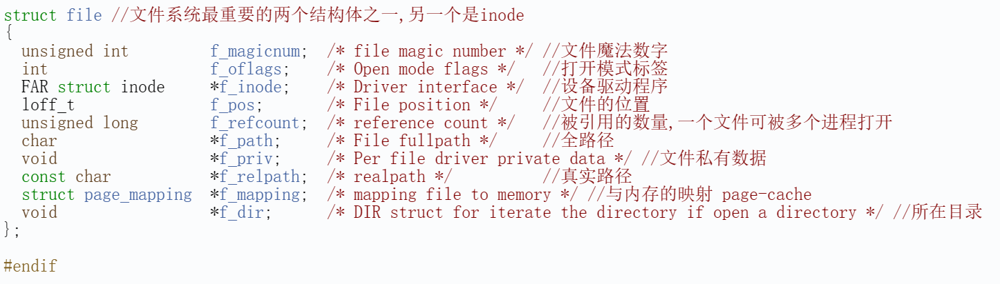 struct file //文件系统最重要的两个结构体之一,另一个是inode
{
  unsigned int         f_magicnum;  /* file magic number */ //文件魔法数字
  int                  f_oflags;    /* Open mode flags */   //打开模式标签
  FAR struct inode     *f_inode;    /* Driver interface */  //设备驱动程序
  loff_t               f_pos;       /* File position */     //文件的位置
  unsigned long        f_refcount;  /* reference count */   //被引用的数量,一个文件可被多个进程打开
  char                 *f_path;     /* File fullpath */     //全路径
  void                 *f_priv;     /* Per file driver private data */ //文件私有数据
  const char           *f_relpath;  /* realpath */          //真实路径
  struct page_mapping  *f_mapping;  /* mapping file to memory */ //与内存的映射 page-cache
  void                 *f_dir;      /* DIR struct for iterate the directory if open a directory */ //所在目录
};
#endif